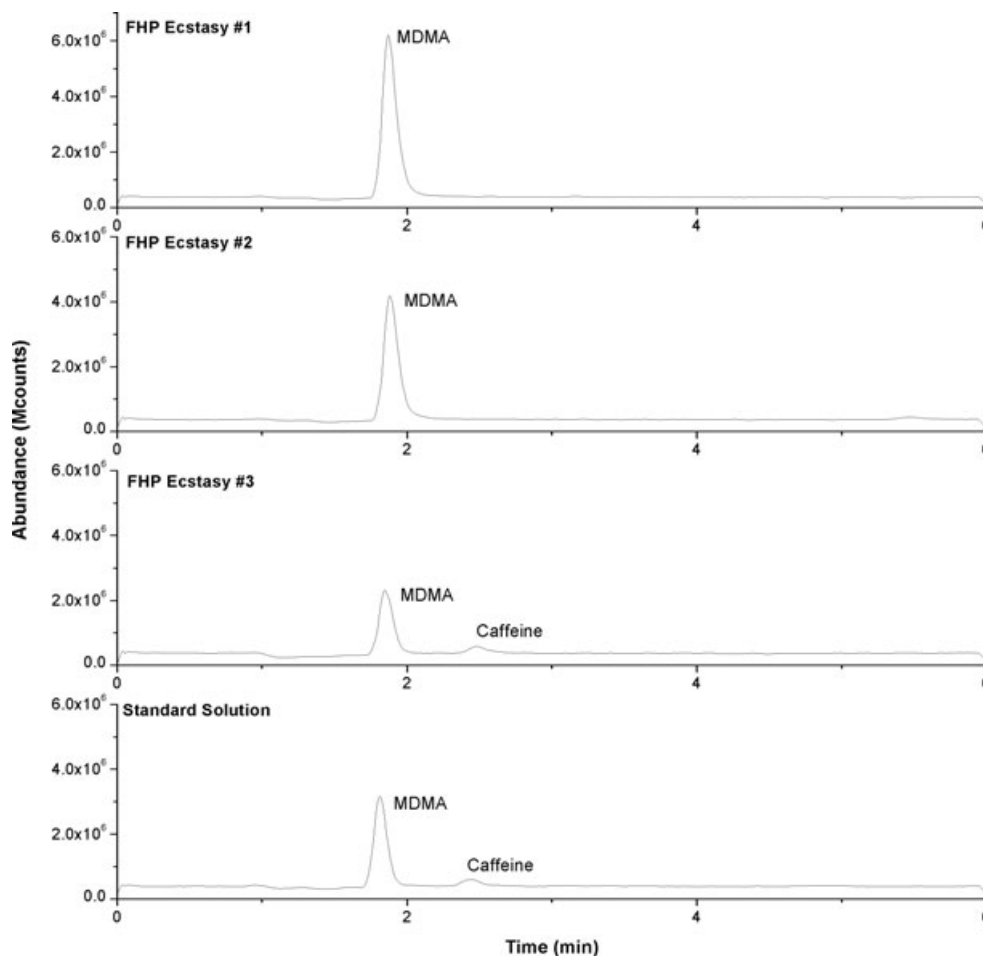 FHP Ecstasy #1
MDMA
6.0x10⁶
4.0x10⁶
2.0x10⁶
0.0
0 2 4
FHP Ecstasy #2
MDMA
6.0x10⁶
4.0x10⁶
2.0x10⁶
0.0
0 2 4
FHP Ecstasy #3
MDMA
Caffeine
6.0x10⁶
4.0x10⁶
2.0x10⁶
0.0
0 2 4
Standard Solution
MDMA
Caffeine
6.0x10⁶
4.0x10⁶
2.0x10⁶
0.0
0 2 4
Abundance (Mcounts)
Time (min)